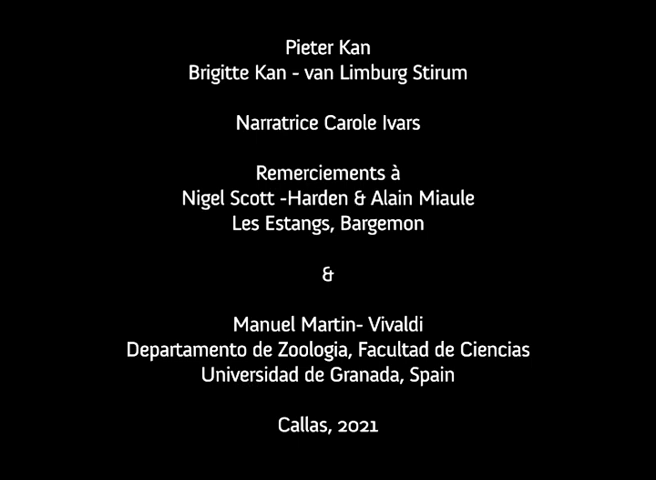 Pieter Kan
Brigitte Kan - van Limburg Stirum
Narratrice Carole Ivars
Remerciements à
Nigel Scott -Harden & Alain Miaule
Les Estangs, Bargemon
&
Manuel Martin- Vivaldi
Departamento de Zoologia, Facultad de Ciencias
Universidad de Granada, Spain
Callas, 2021